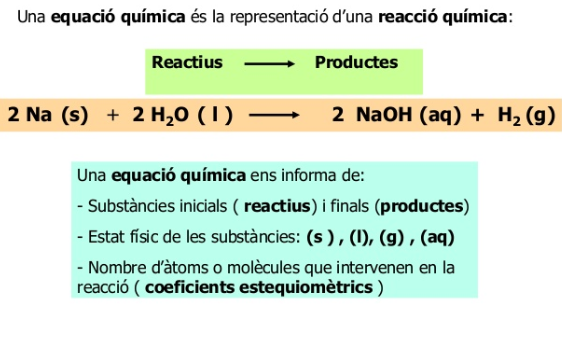 Una equació química és la representació d'una reacció química:
Reactius ⟶ Productes
2 Na (s) + 2 H₂O ( l ) ⟶ 2 NaOH (aq) + H₂ (g)
Una equació química ens informa de:
- Substàncies inicials ( reactius) i finals (productes)
- Estat físic de les substàncies: (s ) , (l), (g) , (aq)
- Nombre d'àtoms o molècules que intervenen en la
reacció ( coeficients estequiomètrics )